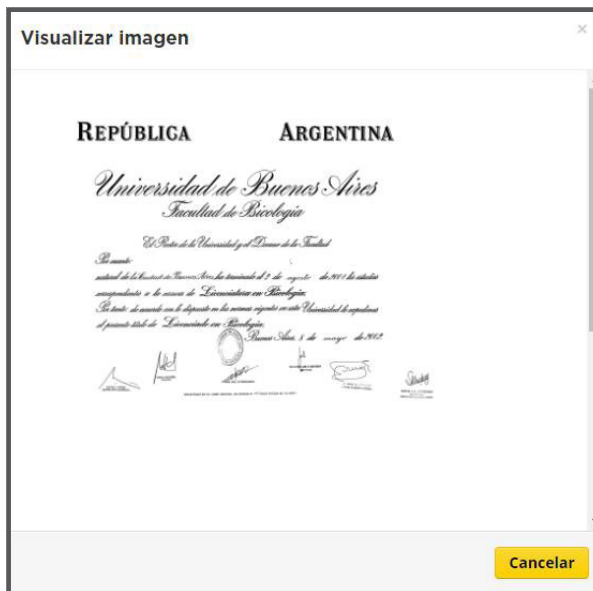 Visualizar imagen
×
REPÚBLICA ARGENTINA
Universidad de Buenos Aires
Facultad de Psicología
El Rector de la Universidad y el Decano de la Facultad
Por cuanto
natural de la Ciudad de Buenos Aires, ha terminado el 2 de agosto de 2001 los estudios
correspondientes a la carrera de Licenciatura en Psicología.
Por tanto: de acuerdo con lo dispuesto en las normas vigentes en esta Universidad le expedimos
el presente título de Licenciado en Psicología.
Buenos Aires, 8 de mayo de 2002
Cancelar